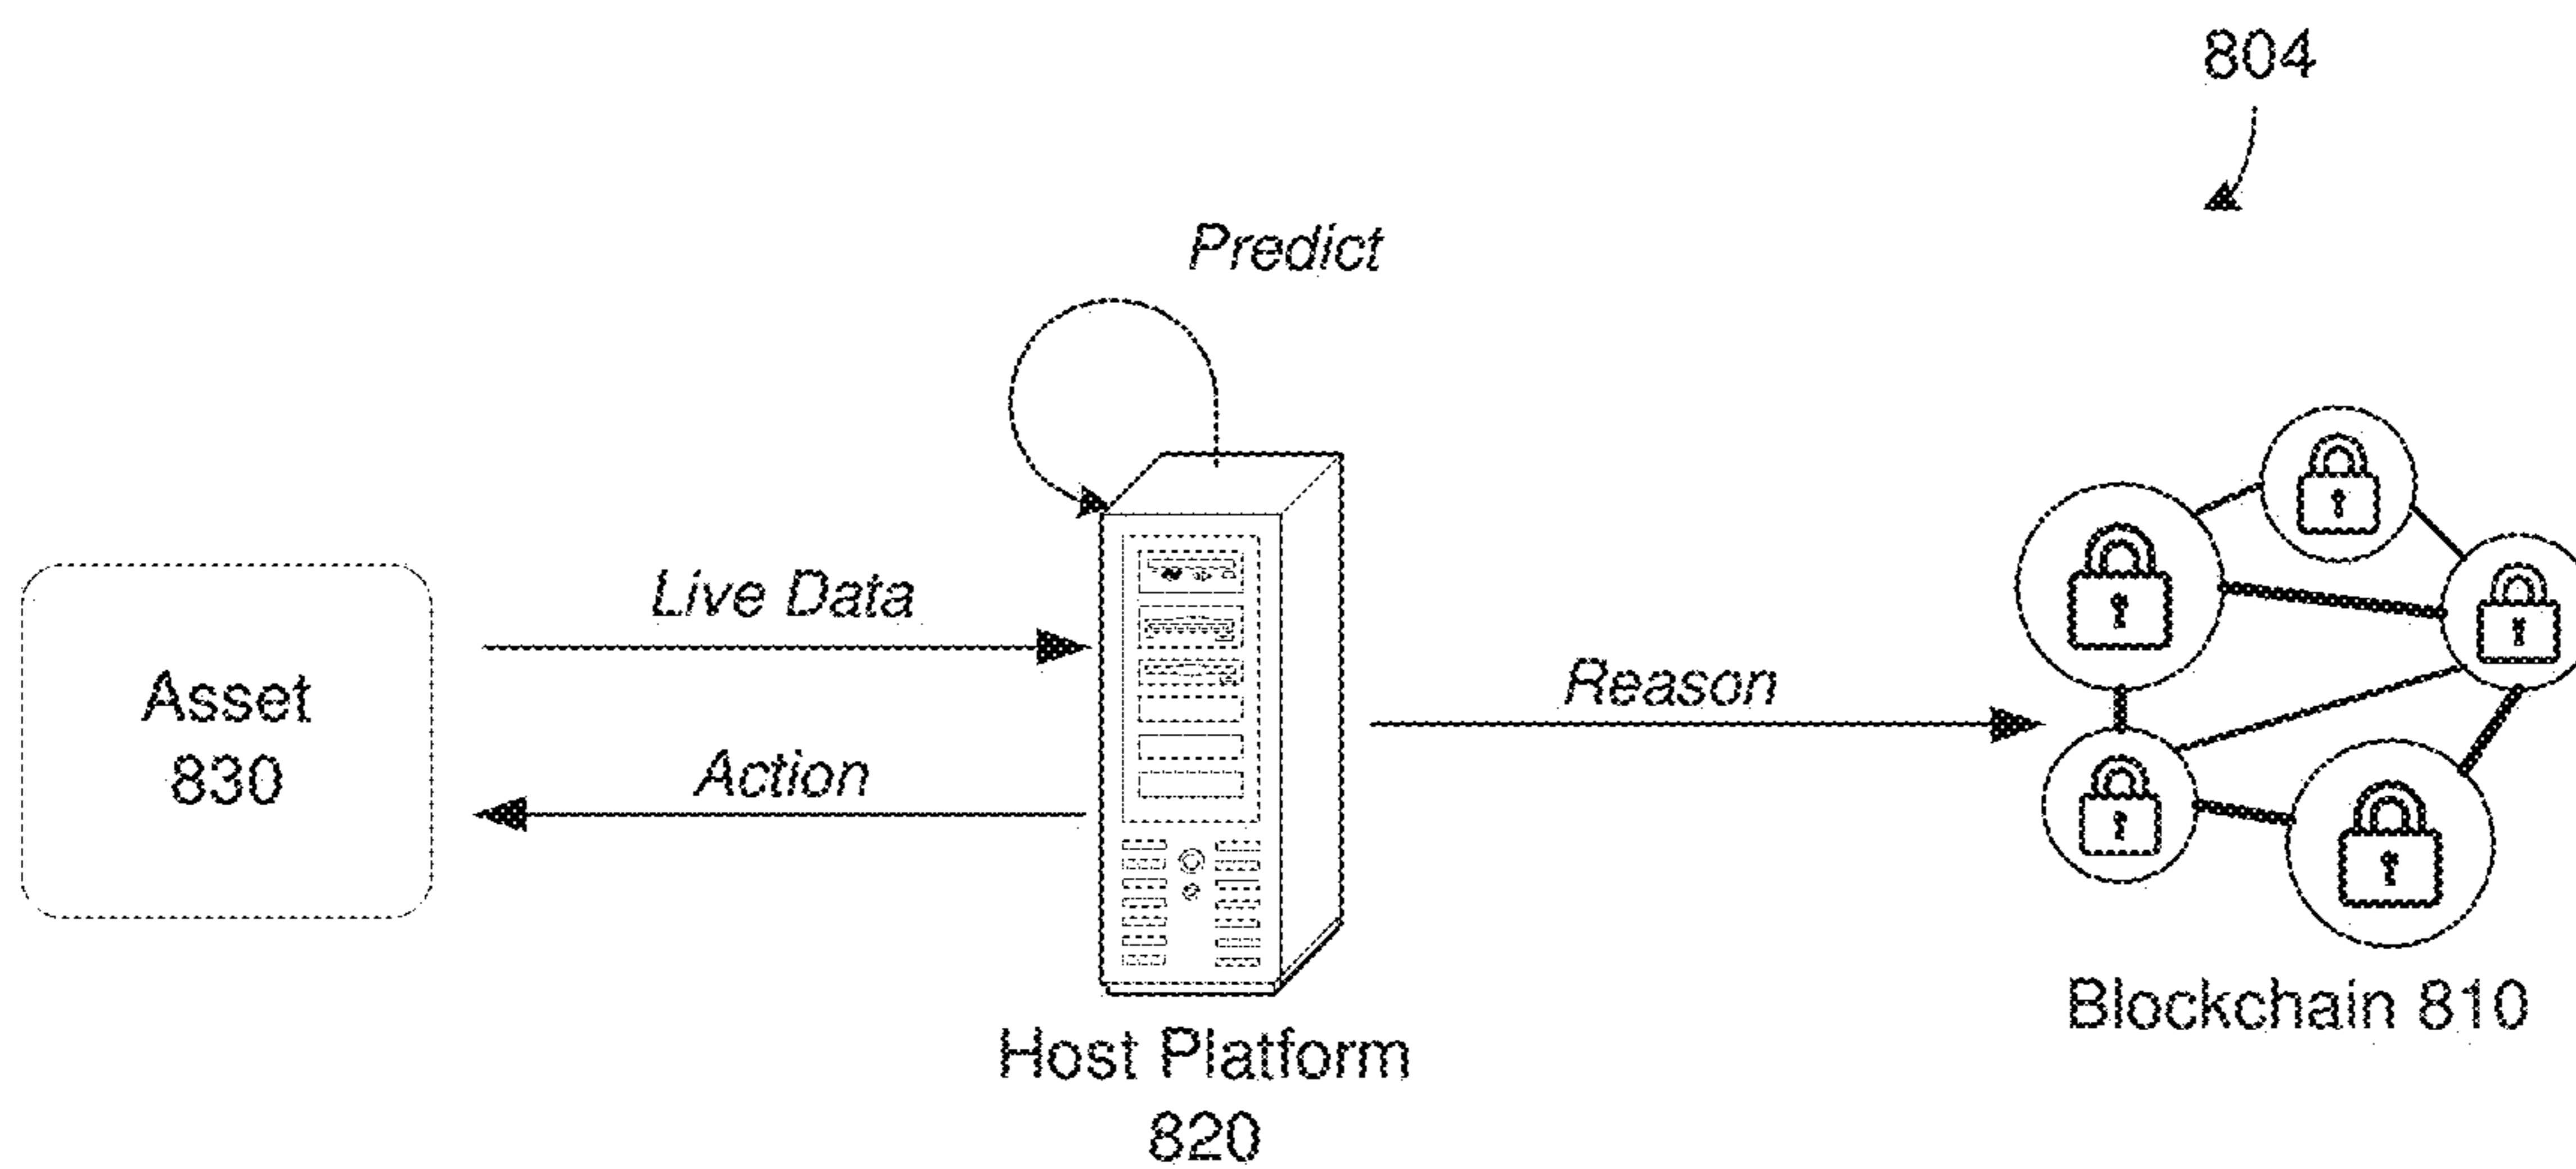 804
Predict
Live Data
Asset
830
Reason
Action
Blockchain 810
Host Platform
820